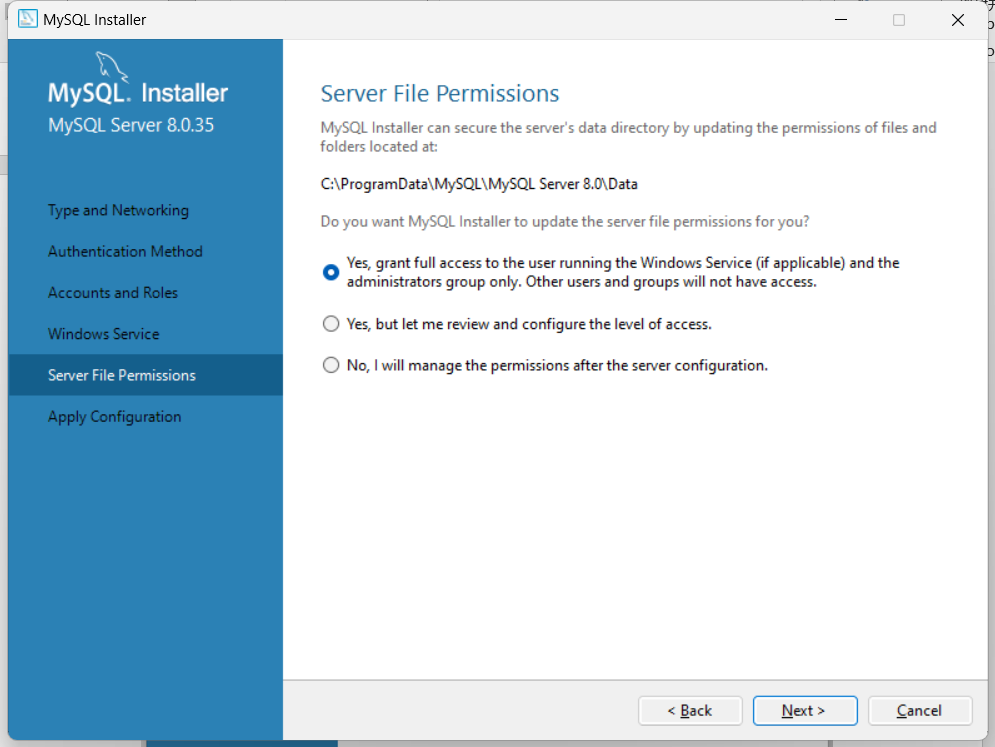 MySQL Installer
MySQL. Installer
MySQL Server 8.0.35
Type and Networking
Authentication Method
Accounts and Roles
Windows Service
Server File Permissions
Apply Configuration
Server File Permissions
MySQL Installer can secure the server's data directory by updating the permissions of files and
folders located at:
C:\ProgramData\MySQL\MySQL Server 8.0\Data
Do you want MySQL Installer to update the server file permissions for you?
Yes, grant full access to the user running the Windows Service (if applicable) and the
administrators group only. Other users and groups will not have access.
Yes, but let me review and configure the level of access.
No, I will manage the permissions after the server configuration.
< Back
Next >
Cancel